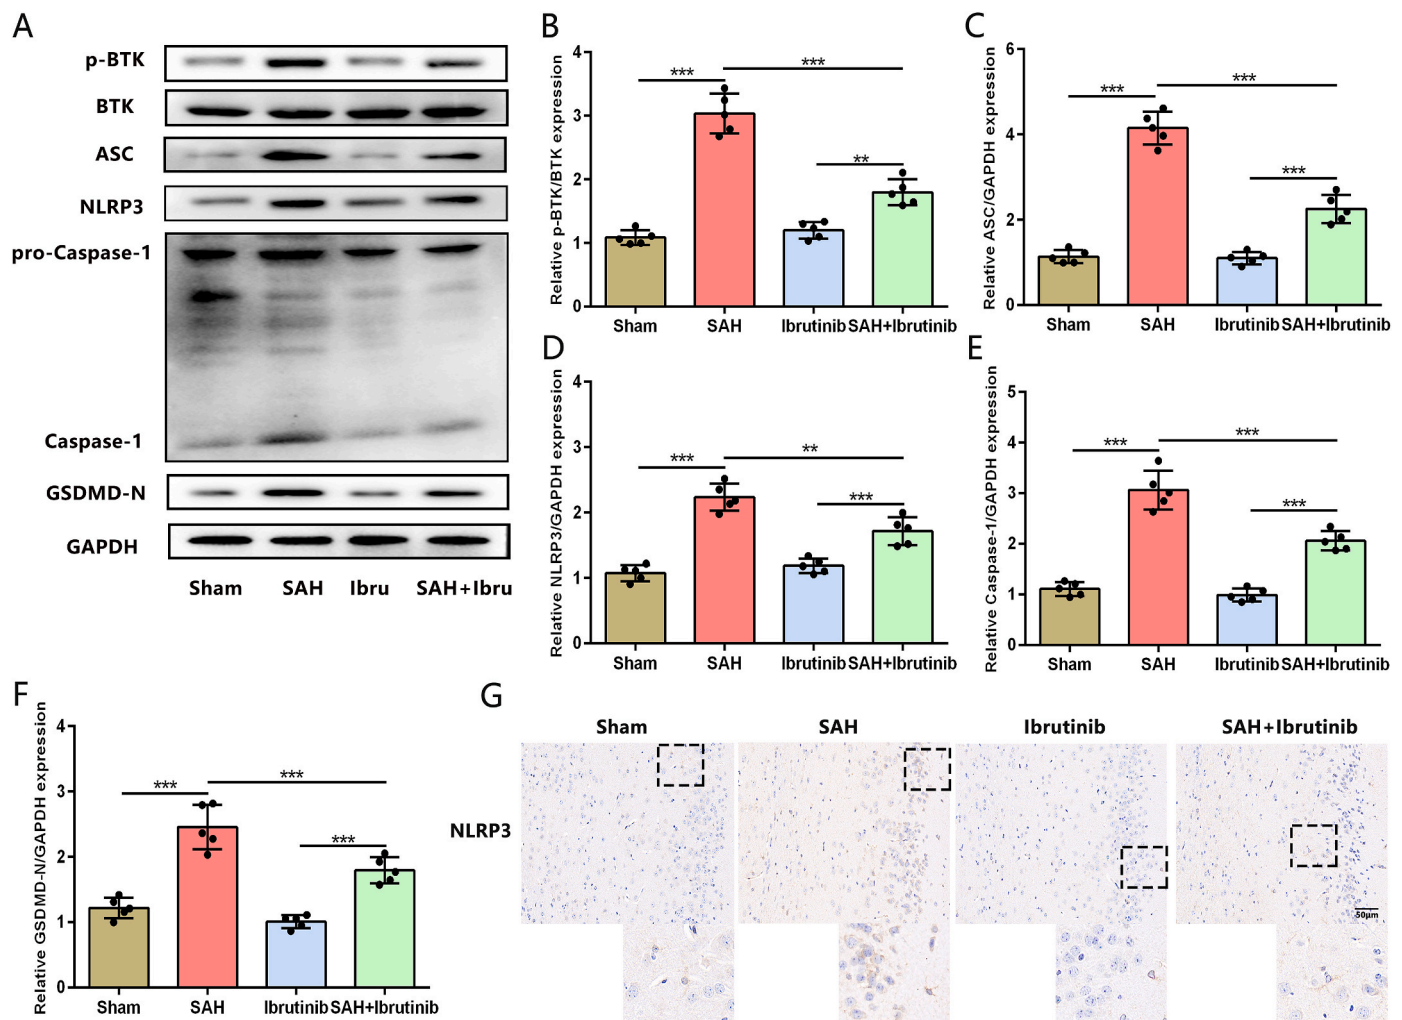 A
p-BTK
BTK
ASC
NLRP3
pro-Caspase-1
Caspase-1
GSDMD-N
GAPDH
Sham SAH Ibru SAH+Ibru
B
Relative p-BTK/BTK expression
4
3
2
1
0
***
***
**
Sham SAH Ibrutinib SAH+Ibrutinib
C
Relative ASC/GAPDH expression
6
4
2
0
***
***
***
Sham SAH Ibrutinib SAH+Ibrutinib
D
Relative NLRP3/GAPDH expression
4
3
2
1
0
***
**
***
Sham SAH Ibrutinib SAH+Ibrutinib
E
Relative Caspase-1/GAPDH expression
5
4
3
2
1
0
***
***
***
Sham SAH Ibrutinib SAH+Ibrutinib
F
Relative GSDMD-N/GAPDH expression
4
3
2
1
0
***
***
***
Sham SAH Ibrutinib SAH+Ibrutinib
G
Sham SAH Ibrutinib SAH+Ibrutinib
NLRP3
50μm